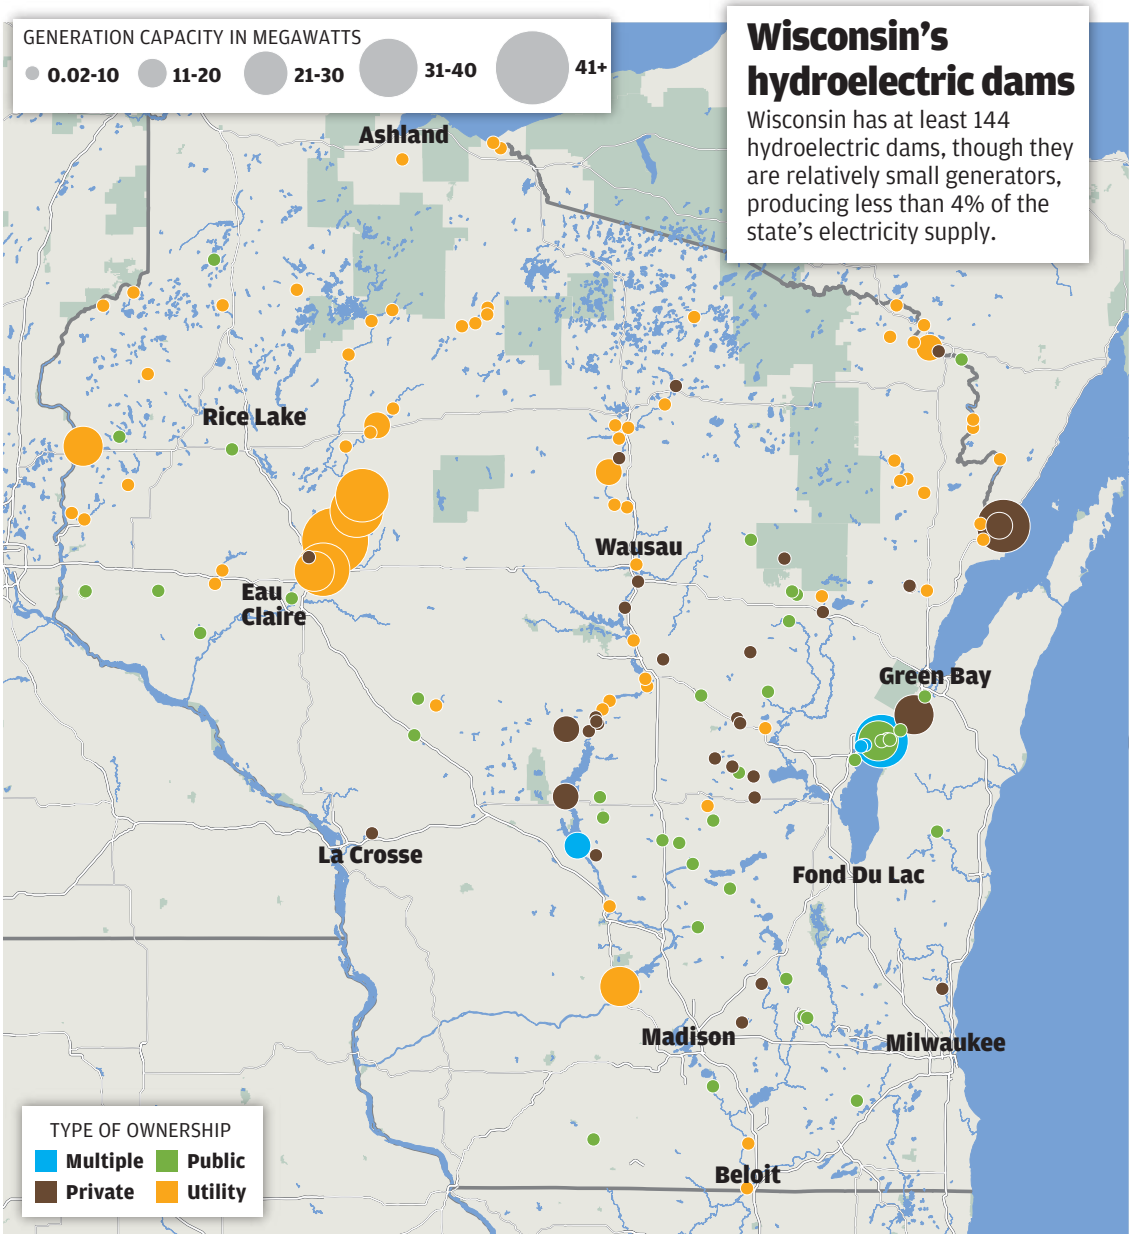 GENERATION CAPACITY IN MEGAWATTS
0.02-10
11-20
21-30
31-40
41+
Wisconsin's
hydroelectric dams
Wisconsin has at least 144
hydroelectric dams, though they
are relatively small generators,
producing less than 4% of the
state's electricity supply.
Ashland
Rice Lake
Wausau
Eau
Claire
Green Bay
La Crosse
Fond Du Lac
Madison
Milwaukee
Beloit
TYPE OF OWNERSHIP
Multiple
Public
Private
Utility